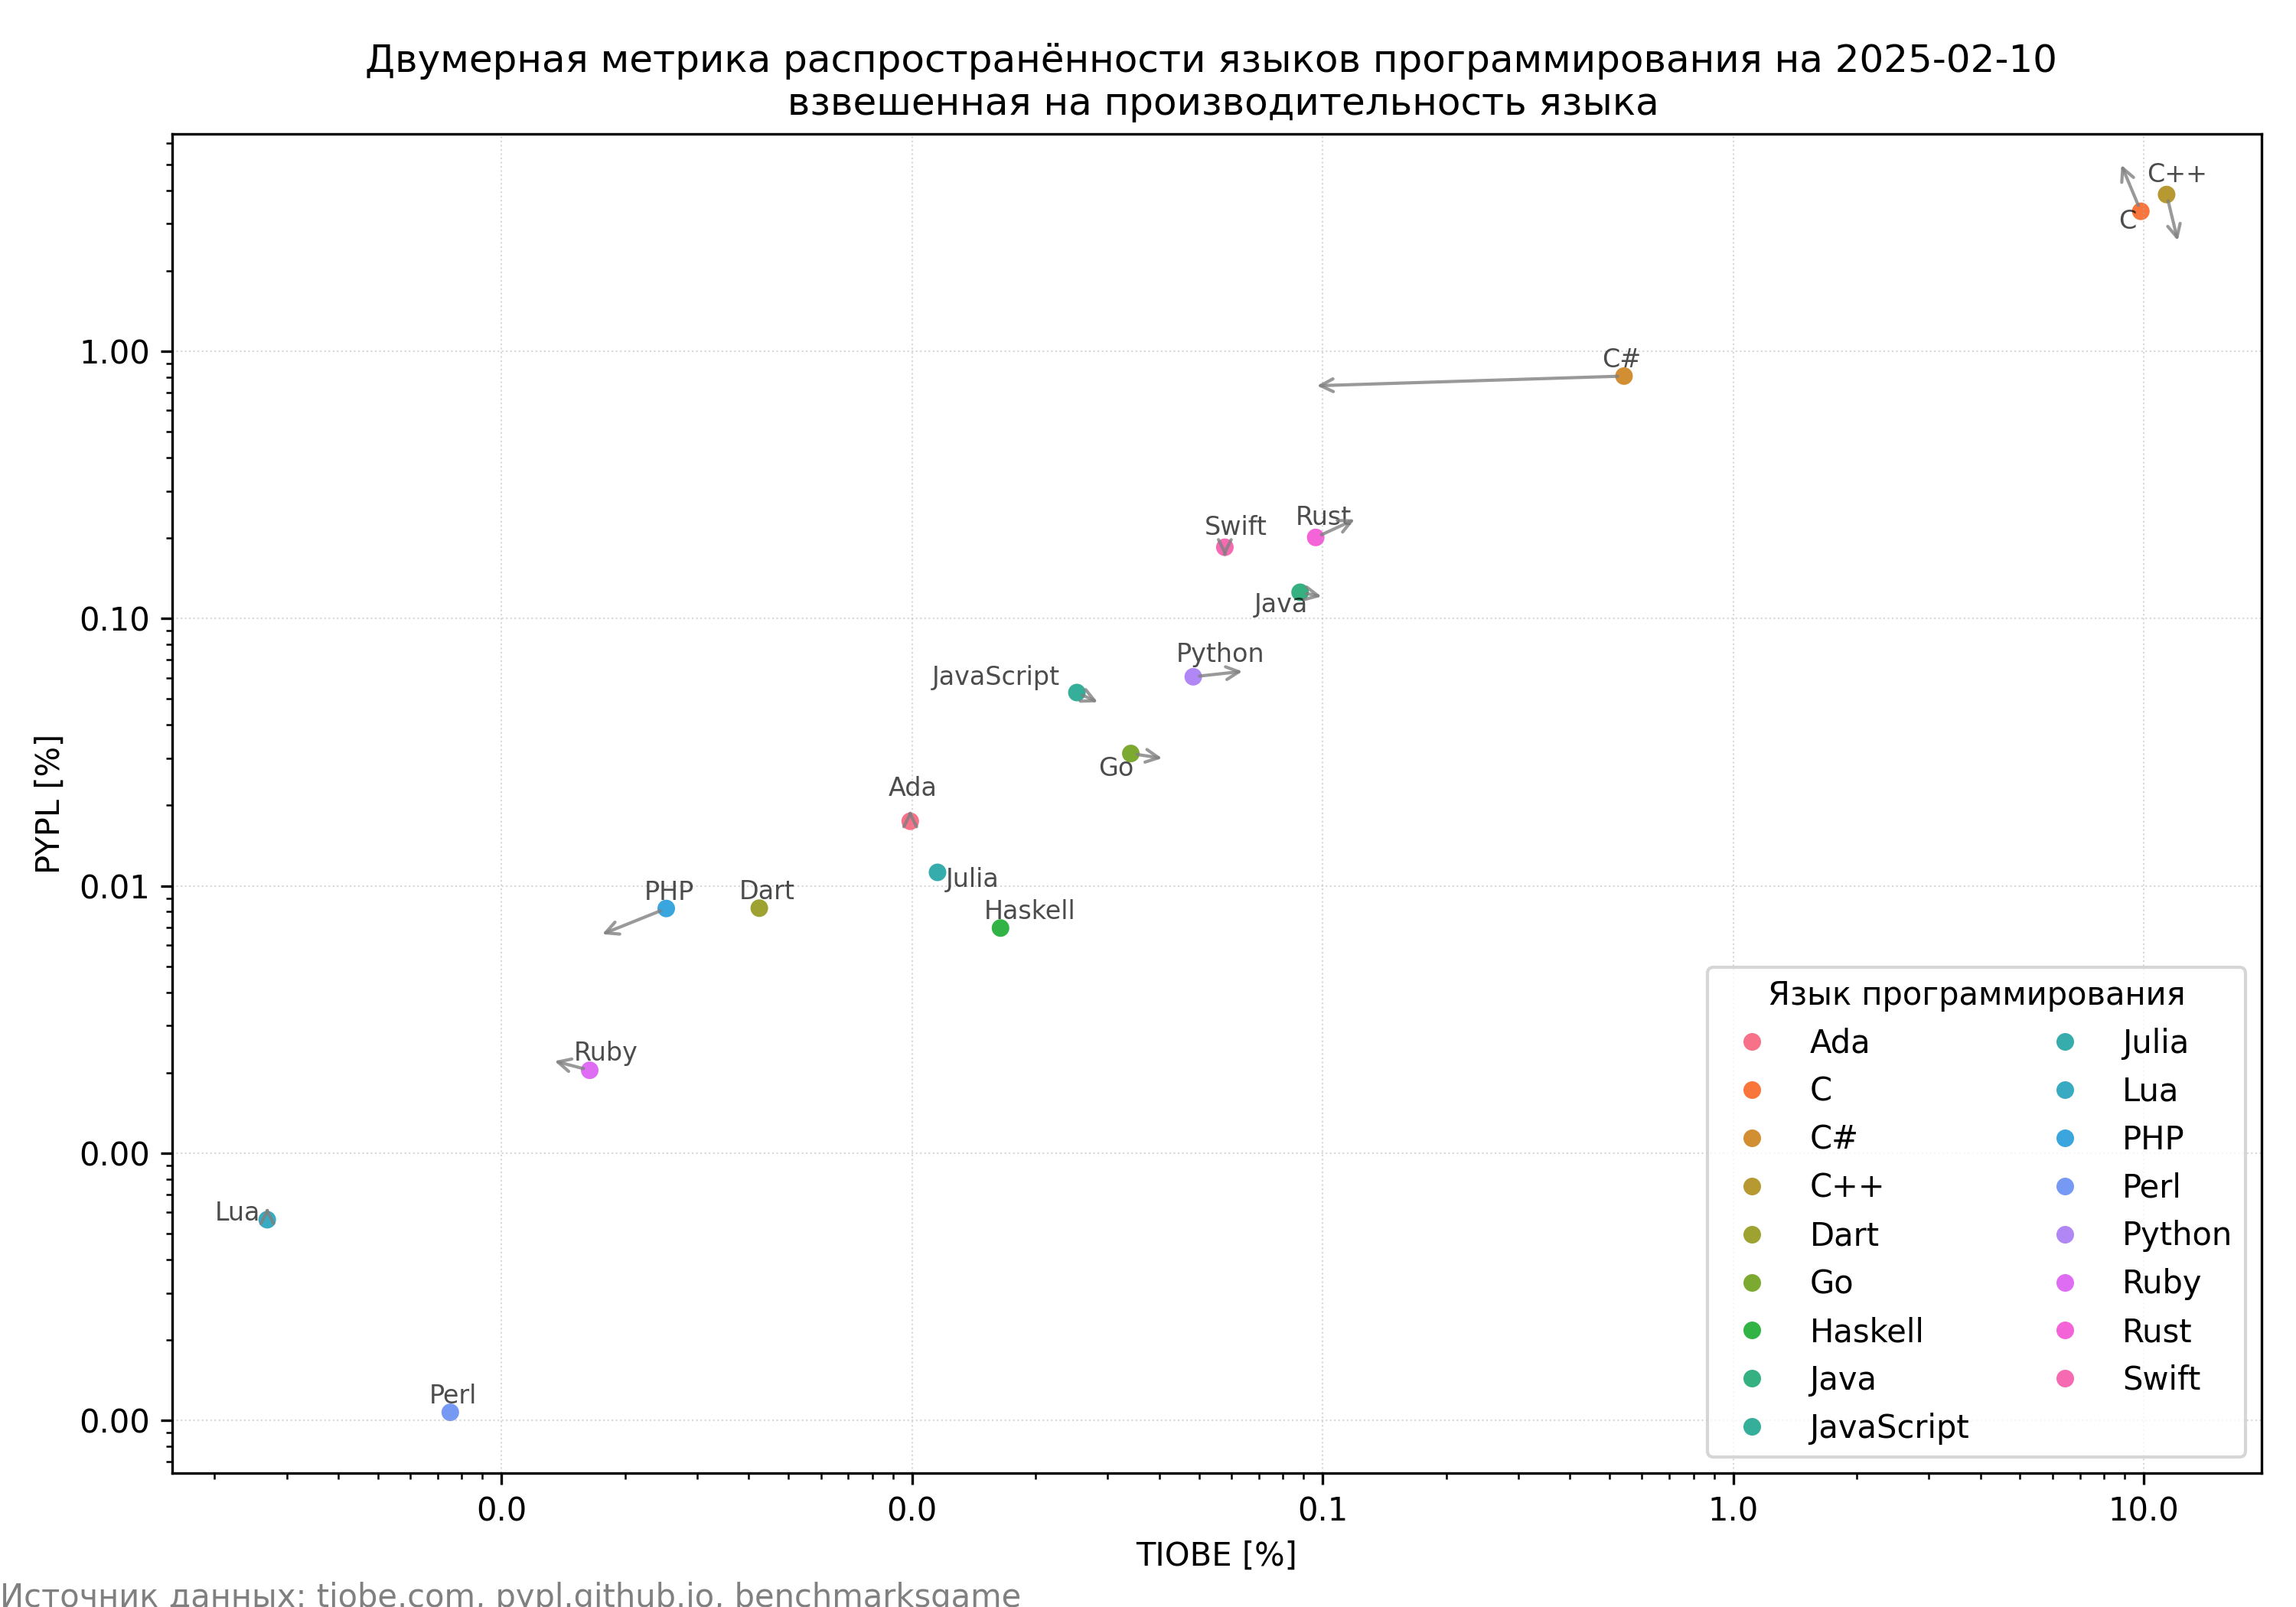 Двумерная метрика распространённости языков программирования на 2025-02-10
взвешенная на производительность языка
C++
C
C#
1.00
Rust
Swift
Java
0.10
Python
JavaScript
Go
PYPL [%]
Ada
Julia
PHP
Dart
0.01
Haskell
Ruby
0.00
Lua
Perl
0.00
Язык программирования
Ada
C
C#
C++
Dart
Go
Haskell
Java
JavaScript
Julia
Lua
PHP
Perl
Python
Ruby
Rust
Swift
0.0 0.0 0.1 1.0 10.0
TIOBE [%]
Источник данных: tiobe.com, pypl.github.io, benchmarksgame